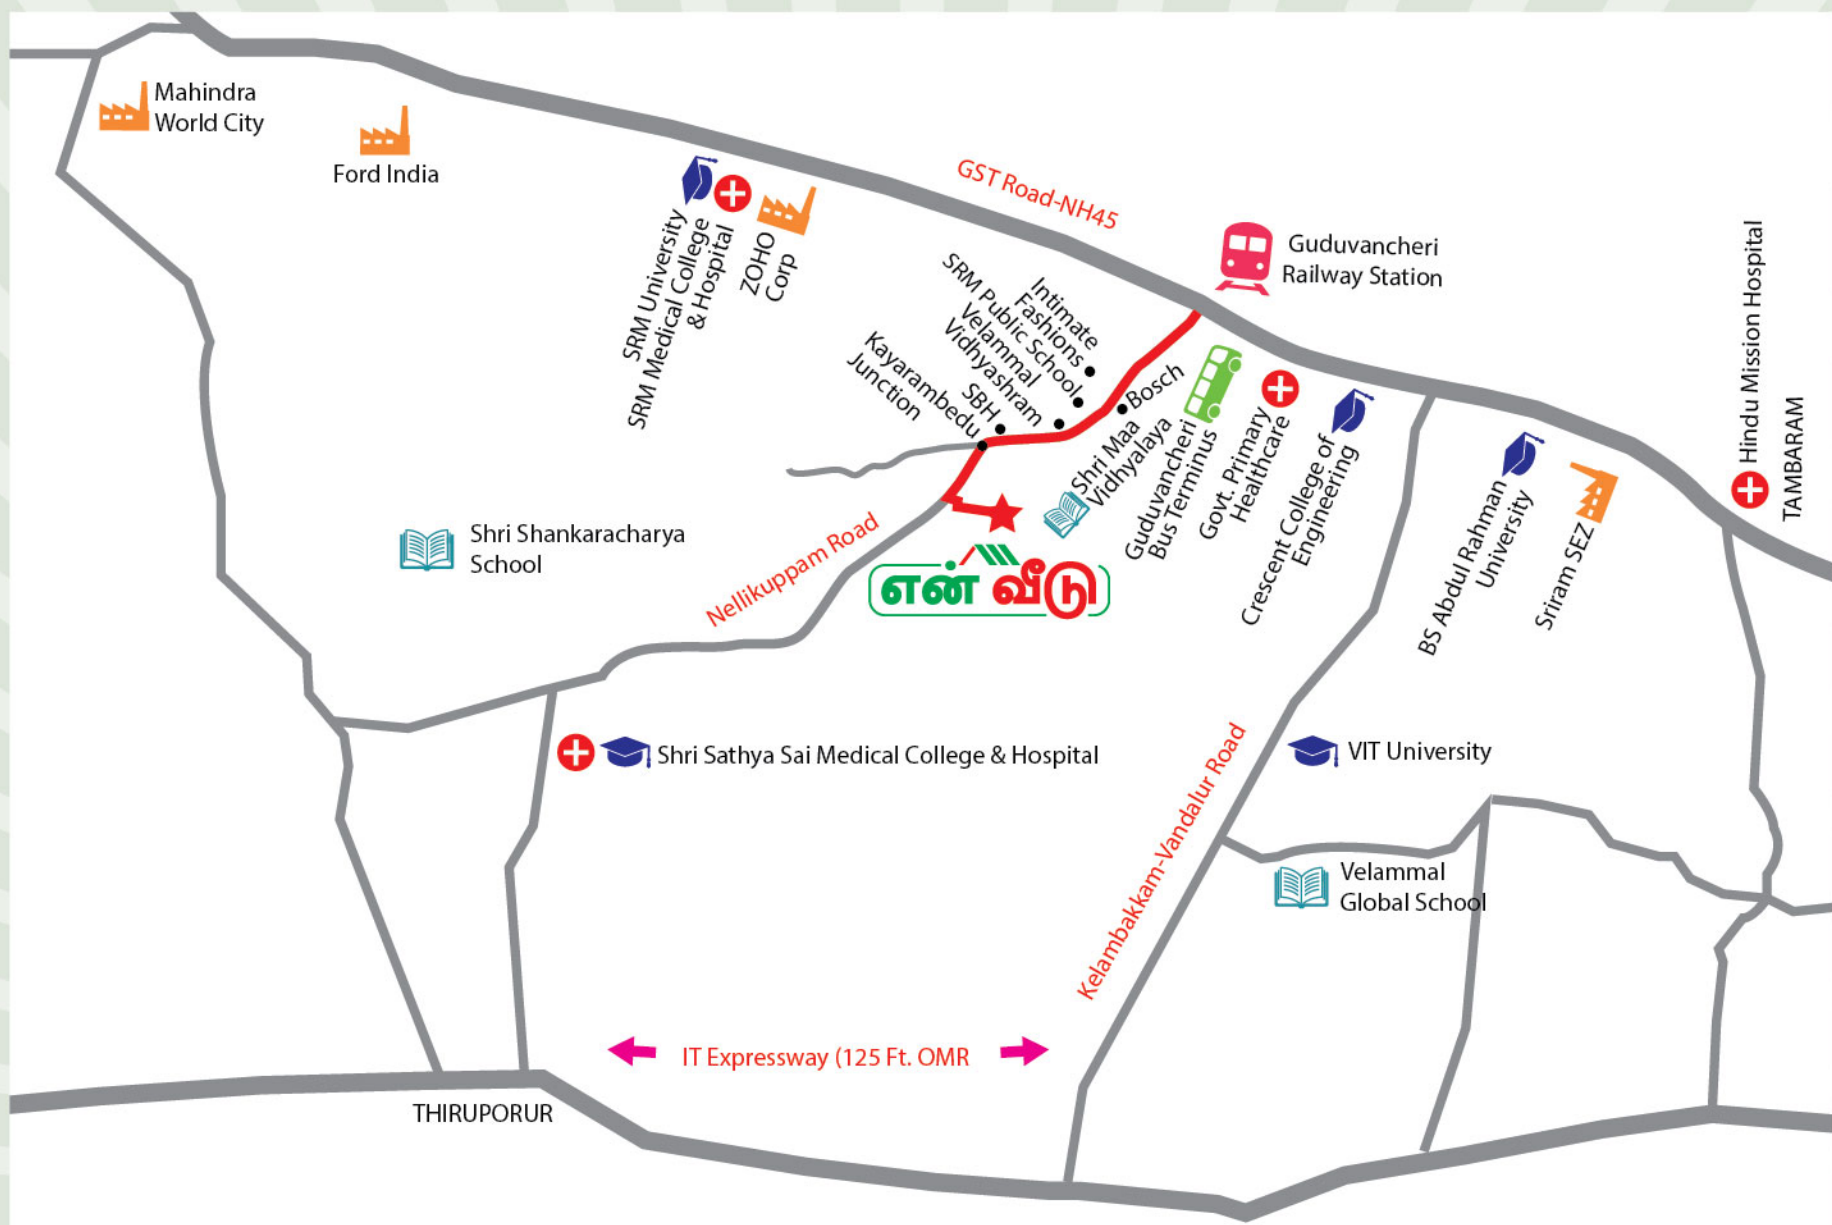 Mahindra
World City
Ford India
SRM University
SRM Medical College
& Hospital
ZOHO
Corp
GST Road-NH45
Guduvancheri
Railway Station
Intimate
Fashions
SRM Public School
Velammal
Vidhyashram
SBH
Kayarambedu
Junction
Bosch
Shri Maa
Vidhyalaya
Guduvancheri
Bus Terminus
Govt. Primary
Healthcare
Crescent College of
Engineering
BS Abdul Rahman
University
Sriram SEZ
Hindu Mission Hospital
TAMBARAM
Shri Shankaracharya
School
Nellikuppam Road
என் வீடு
Shri Sathya Sai Medical College & Hospital
Kelambakkam-Vandalur Road
VIT University
Velammal
Global School
IT Expressway (125 Ft. OMR
THIRUPORUR